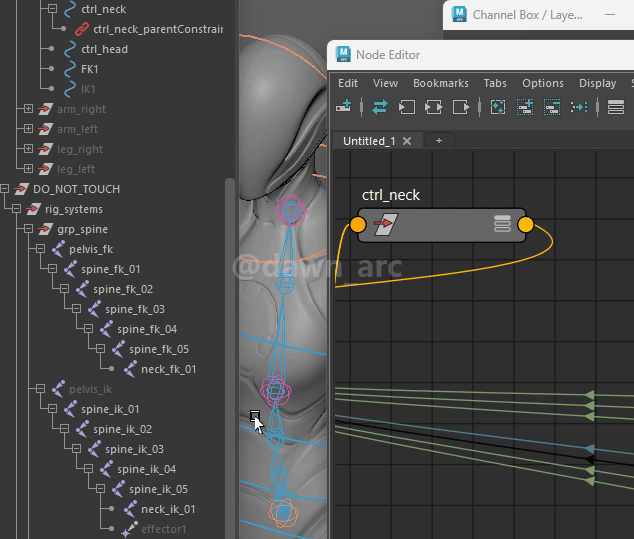 ctrl_neck
ctrl_neck_parentConstrair
ctrl_head
FK1
IK1
arm_right
arm_left
leg_right
leg_left
DO_NOT_TOUCH
rig_systems
grp_spine
pelvis_fk
spine_fk_01
spine_fk_02
spine_fk_03
spine_fk_04
spine_fk_05
neck_fk_01
pelvis_ik
spine_ik_01
spine_ik_02
spine_ik_03
spine_ik_04
spine_ik_05
neck_ik_01
effector1
Channel Box / Laye...
Node Editor
Edit View Bookmarks Tabs Options Display S
Untitled_1 × +
ctrl_neck
@dawn_arc